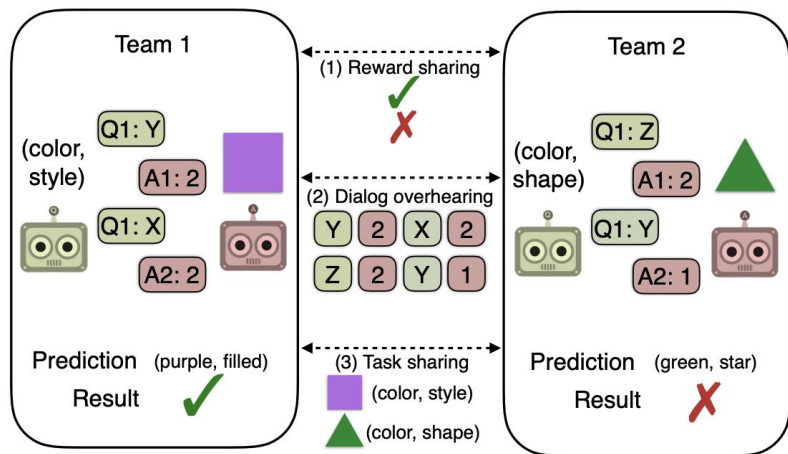 Team 1
Q1: Y
(color,
style)
A1: 2
Q1: X
A2: 2
Prediction (purple, filled)
Result
(1) Reward sharing
(2) Dialog overhearing
Y 2 X 2
Z 2 Y 1
(3) Task sharing
(color, style)
(color, shape)
Team 2
Q1: Z
(color,
shape)
A1: 2
Q1: Y
A2: 1
Prediction (green, star)
Result
Q
A
Q
A